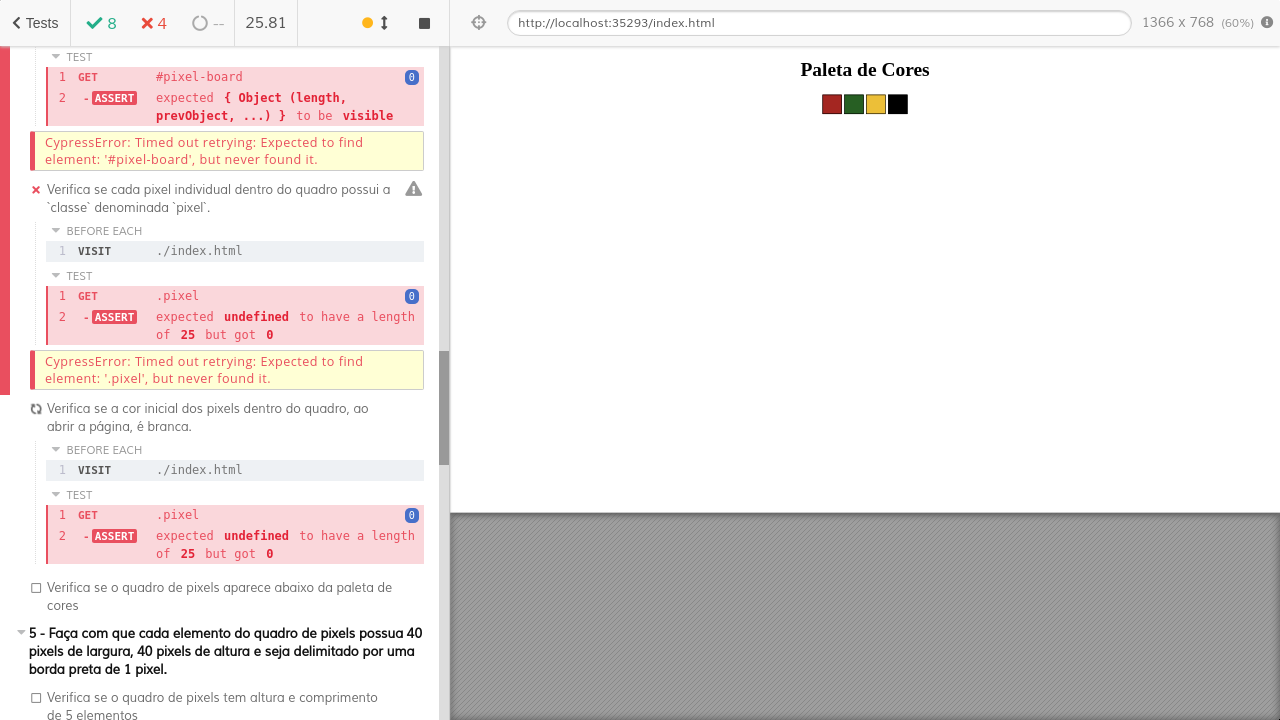 Tests
8
4
--
25.81
http://localhost:35293/index.html
1366 x 768 (60%)
TEST
1 GET #pixel-board 0
2 -ASSERT expected { Object (length,
prevObject, ...) } to be visible
CypressError: Timed out retrying: Expected to find
element: '#pixel-board', but never found it.
Verifica se cada pixel individual dentro do quadro possui a
`classe` denominada `pixel`.
BEFORE EACH
1 VISIT ./index.html
TEST
1 GET .pixel 0
2 -ASSERT expected undefined to have a length
of 25 but got 0
CypressError: Timed out retrying: Expected to find
element: '.pixel', but never found it.
Verifica se a cor inicial dos pixels dentro do quadro, ao
abrir a página, é branca.
BEFORE EACH
1 VISIT ./index.html
TEST
1 GET .pixel 0
2 -ASSERT expected undefined to have a length
of 25 but got 0
Verifica se o quadro de pixels aparece abaixo da paleta de
cores
5 - Faça com que cada elemento do quadro de pixels possua 40
pixels de largura, 40 pixels de altura e seja delimitado por uma
borda preta de 1 pixel.
Verifica se o quadro de pixels tem altura e comprimento
de 5 elementos
Paleta de Cores